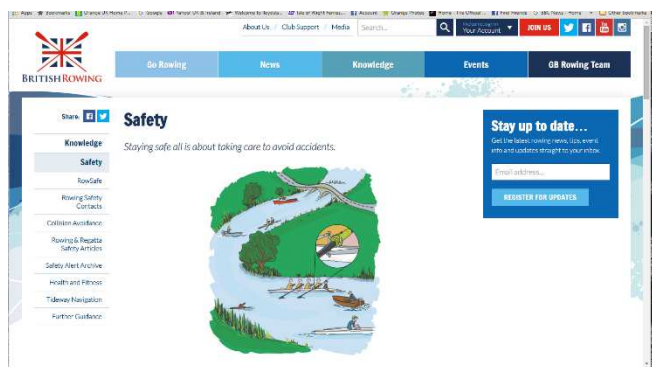 About Us / Club Support / Media
Search...
Your Account
JOIN US
BRITISH ROWING
Go Rowing
News
Knowledge
Events
GB Rowing Team
Share:
Knowledge
Safety
RowSafe
Rowing Safety
Contacts
Collision Avoidance
Rowing & Regatta
Safety Articles
Safety Alert Archive
Health and Fitness
Tideway Navigation
Further Guidance
Safety
Staying safe all is about taking care to avoid accidents.
Stay up to date...
Get the latest rowing news, tips, event
info and updates straight to your inbox.
Email address...
REGISTER FOR UPDATES